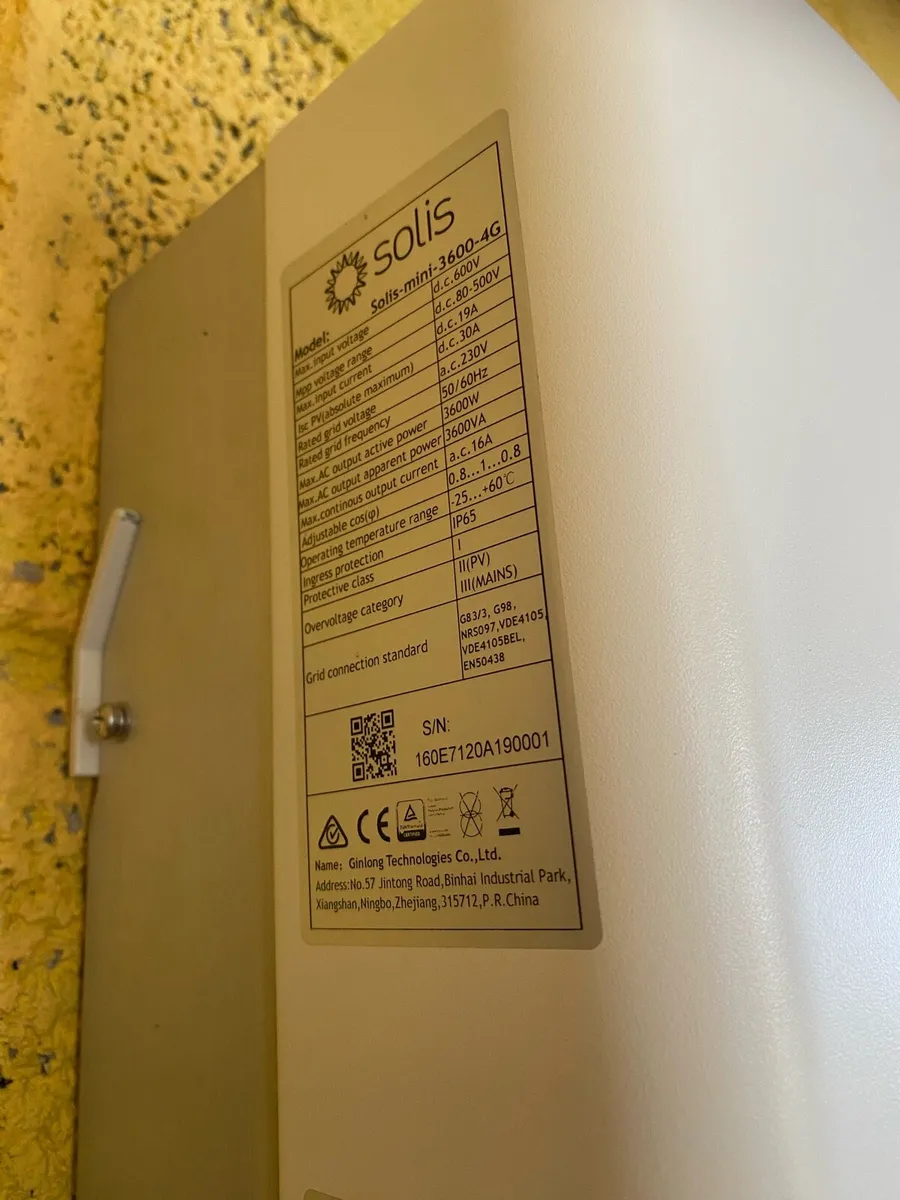 solis
Model: Solis-mini-3600-4G
Max.input voltage d.c.600V
Mpp voltage range d.c.80-500V
Max.input current d.c.19A
Isc PV(absolute maximum) d.c.30A
Rated grid voltage a.c.230V
Rated grid frequency 50/60Hz
Max.AC output active power 3600W
Max.AC output apparent power 3600VA
Max.continous output current a.c.16A
Adjustable cos(φ) 0.8...1...0.8
Operating temperature range -25...+60℃
Ingress protection IP65
Protective class I
Overvoltage category II(PV)
III(MAINS)
Grid connection standard G83/3, G98,
NRS097,VDE4105,
VDE4105BEL,
EN50438
S/N:
160E7120A190001
CE
Name: Ginlong Technologies Co.,Ltd.
Address:No.57 Jintong Road,Binhai Industrial Park,
Xiangshan,Ningbo,Zhejiang,315712,P.R.China